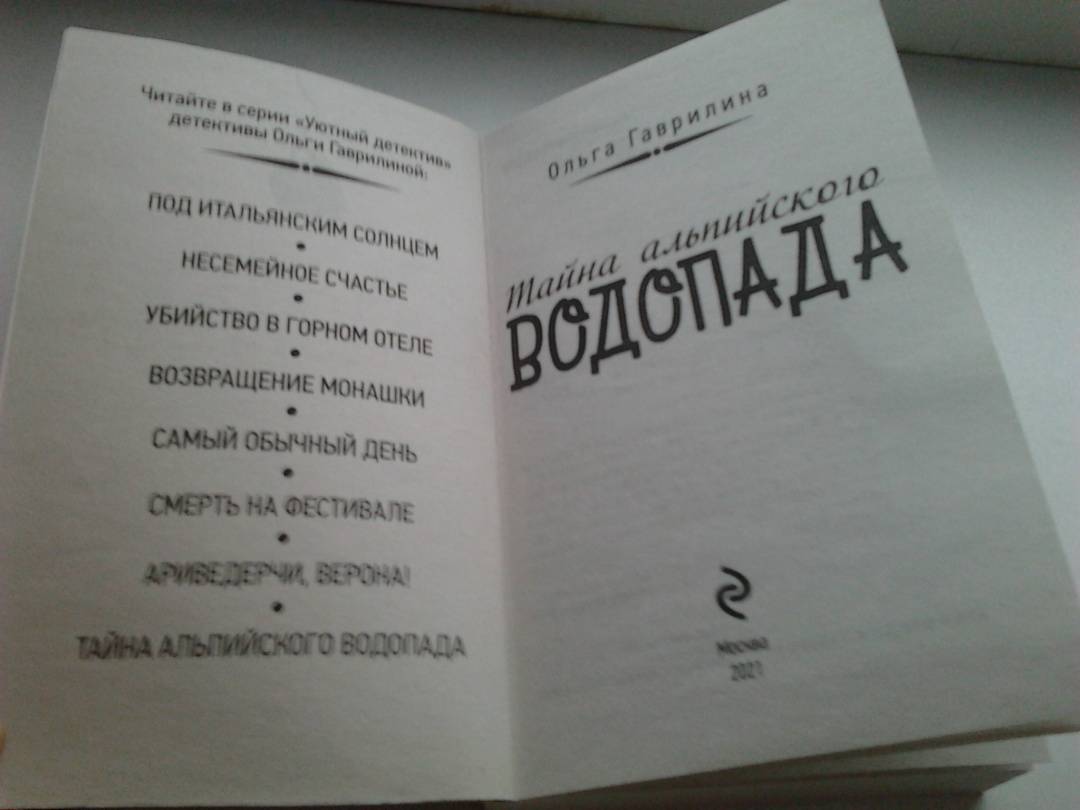 Читайте в серии «Уютный детектив»
детективы Ольги Гаврилиной:
ПОД ИТАЛЬЯНСКИМ СОЛНЦЕМ
НЕСЕМЕЙНОЕ СЧАСТЬЕ
УБИЙСТВО В ГОРНОМ ОТЕЛЕ
ВОЗВРАЩЕНИЕ МОНАШКИ
САМЫЙ ОБЫЧНЫЙ ДЕНЬ
СМЕРТЬ НА ФЕСТИВАЛЕ
АРИВЕДЕРЧИ, ВЕРОНА!
ТАЙНА АЛЬПИЙСКОГО ВОДОПАДА
Ольга Гаврилина
Тайна альпийского
ВОДОПАДА
Москва
2021